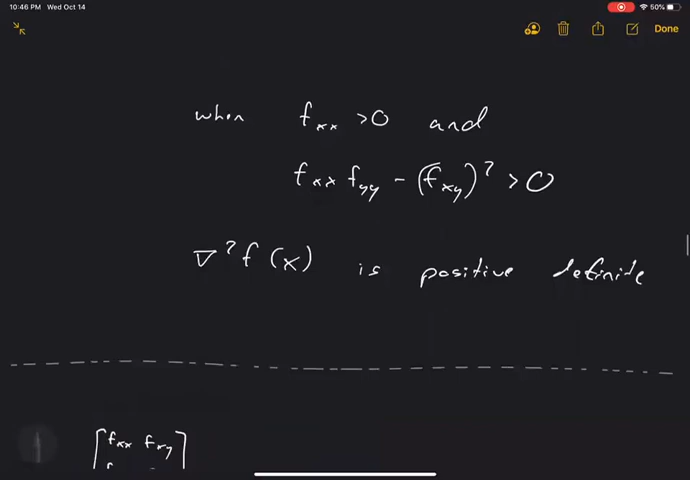 10:46 PM Wed Oct 14
50%
Done
when fxx >0 and
fxx fyy - (fxy)² >0
∇²f (x) is positive definite
[fxx fxy]